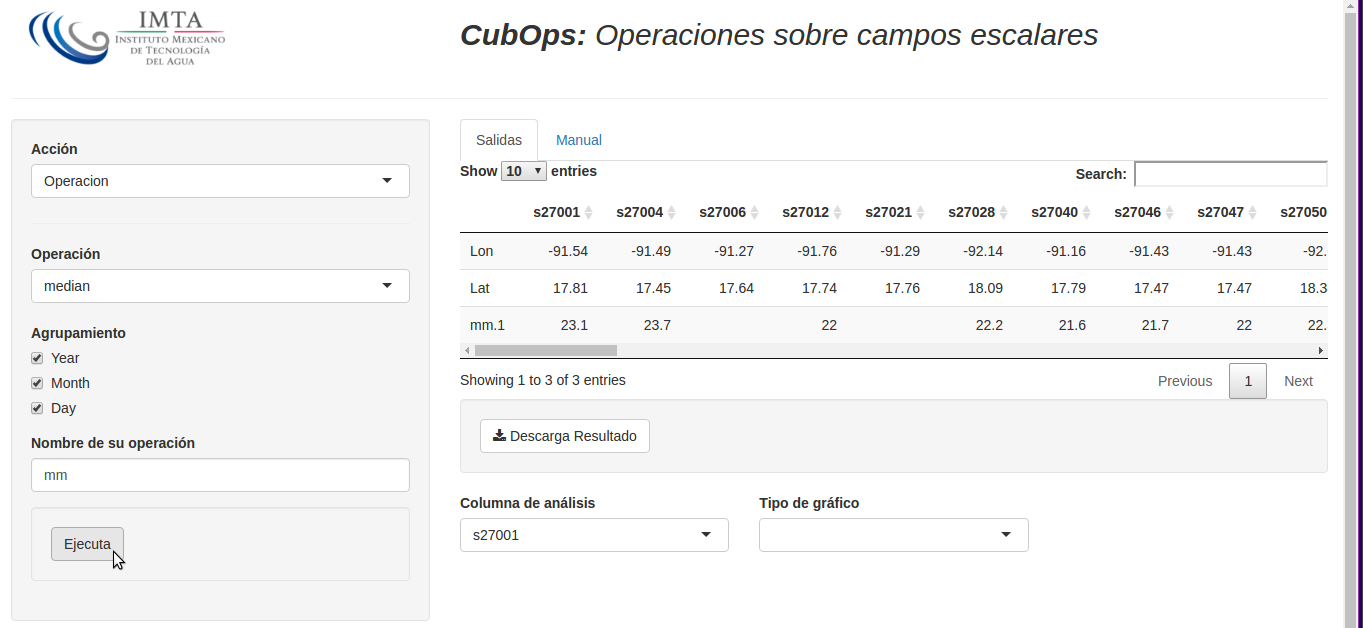 IMTA
INSTITUTO MEXICANO
DE TECNOLOGÍA
DEL AGUA
CubOps: Operaciones sobre campos escalares
Acción
Operacion
Operación
median
Agrupamiento
Year
Month
Day
Nombre de su operación
mm
Ejecuta
Salidas Manual
Show 10 entries Search:
s27001 s27004 s27006 s27012 s27021 s27028 s27040 s27046 s27047 s27050
Lon -91.54 -91.49 -91.27 -91.76 -91.29 -92.14 -91.16 -91.43 -91.43 -92.
Lat 17.81 17.45 17.64 17.74 17.76 18.09 17.79 17.47 17.47 18.3
mm.1 23.1 23.7 22 22.2 21.6 21.7 22 22.
Showing 1 to 3 of 3 entries Previous 1 Next
Descarga Resultado
Columna de análisis Tipo de gráfico
s27001